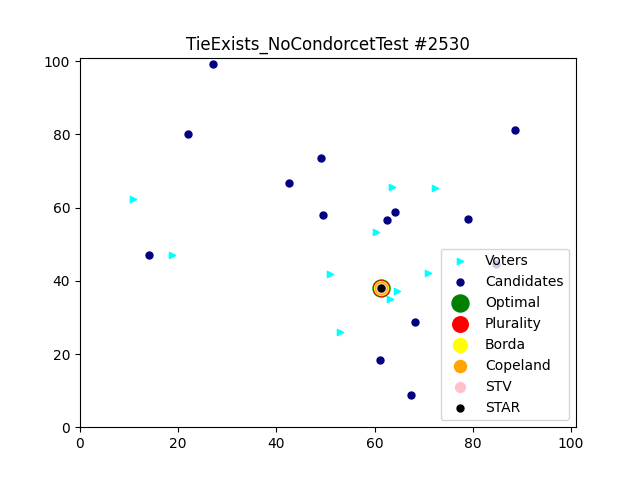 TieExists_NoCondorcetTest #2530
100
80
60
40
20
0
0
20
40
60
80
100
Voters
Candidates
Optimal
Plurality
Borda
Copeland
STV
STAR